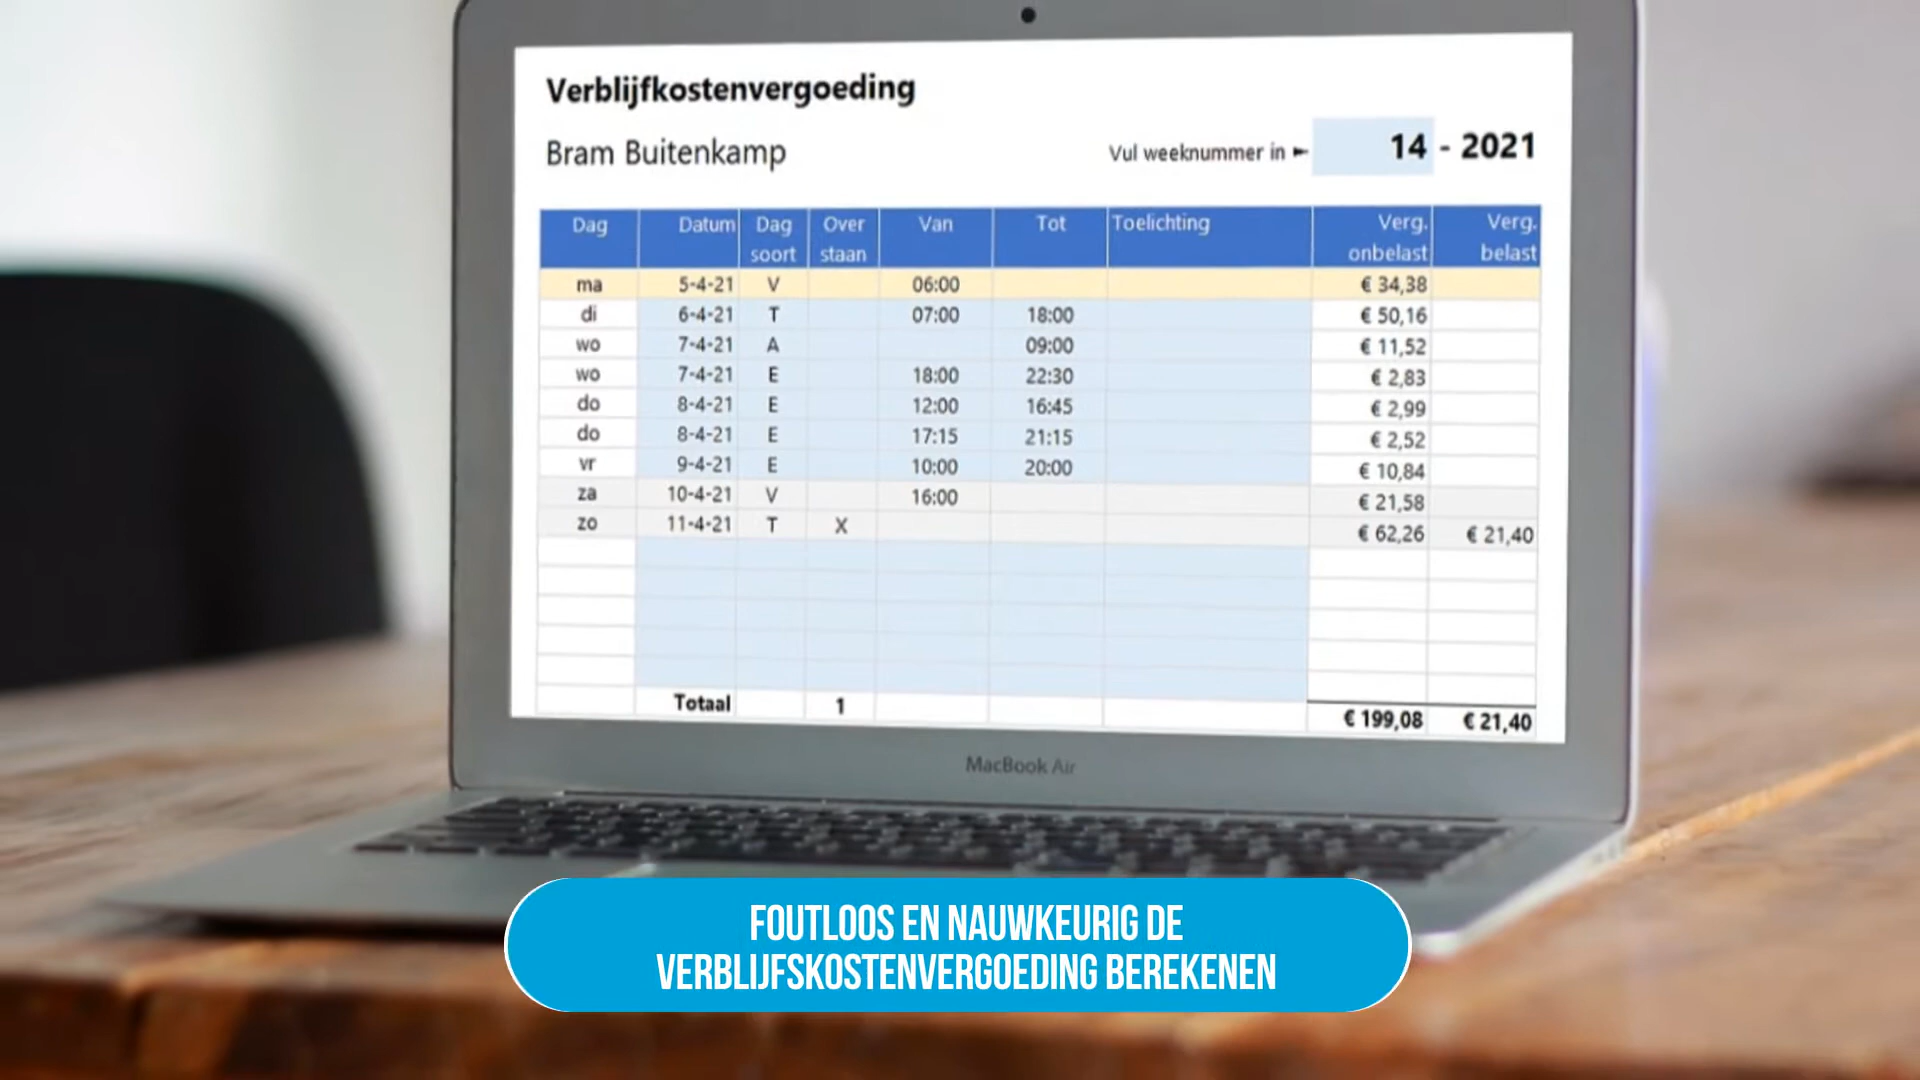 Verblijfkostenvergoeding
Bram Buitenkamp
Vul weeknummer in ► 14 - 2021
Dag Datum Dag soort Over staan Van Tot Toelichting Verg. onbelast Verg. belast
ma 5-4-21 V 06:00 € 34,38
di 6-4-21 T 07:00 18:00 € 50,16
wo 7-4-21 A 09:00 € 11,52
wo 7-4-21 E 18:00 22:30 € 2,83
do 8-4-21 E 12:00 16:45 € 2,99
do 8-4-21 E 17:15 21:15 € 2,52
vr 9-4-21 E 10:00 20:00 € 10,84
za 10-4-21 V 16:00 € 21,58
zo 11-4-21 T X € 62,26 € 21,40
Totaal 1 € 199,08 € 21,40
MacBook Air
FOUTLOOS EN NAUWKEURIG DE
VERBLIJFSKOSTENVERGOEDING BEREKENEN